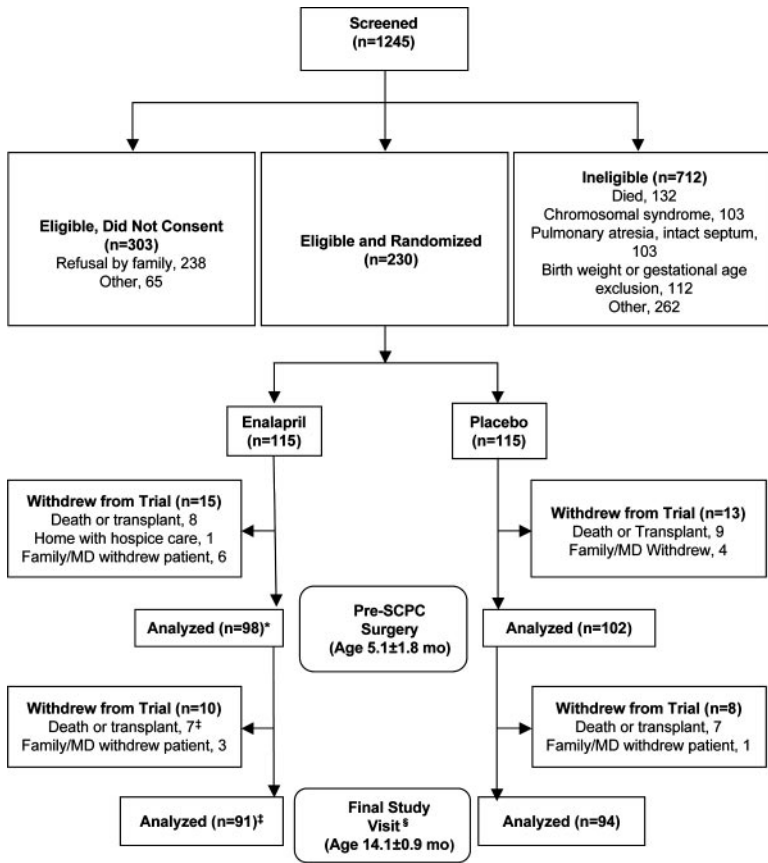 Screened
(n=1245)
Eligible, Did Not Consent
(n=303)
Refusal by family, 238
Other, 65
Eligible and Randomized
(n=230)
Ineligible (n=712)
Died, 132
Chromosomal syndrome, 103
Pulmonary atresia, intact septum,
103
Birth weight or gestational age
exclusion, 112
Other, 262
Enalapril
(n=115)
Placebo
(n=115)
Withdrew from Trial (n=15)
Death or transplant, 8
Home with hospice care, 1
Family/MD withdrew patient, 6
Withdrew from Trial (n=13)
Death or Transplant, 9
Family/MD Withdrew, 4
Analyzed (n=98)*
Pre-SCPC
Surgery
(Age 5.1±1.8 mo)
Analyzed (n=102)
Withdrew from Trial (n=10)
Death or transplant, 7‡
Family/MD withdrew patient, 3
Withdrew from Trial (n=8)
Death or transplant, 7
Family/MD withdrew patient, 1
Analyzed (n=91)‡
Final Study
Visit §
(Age 14.1±0.9 mo)
Analyzed (n=94)